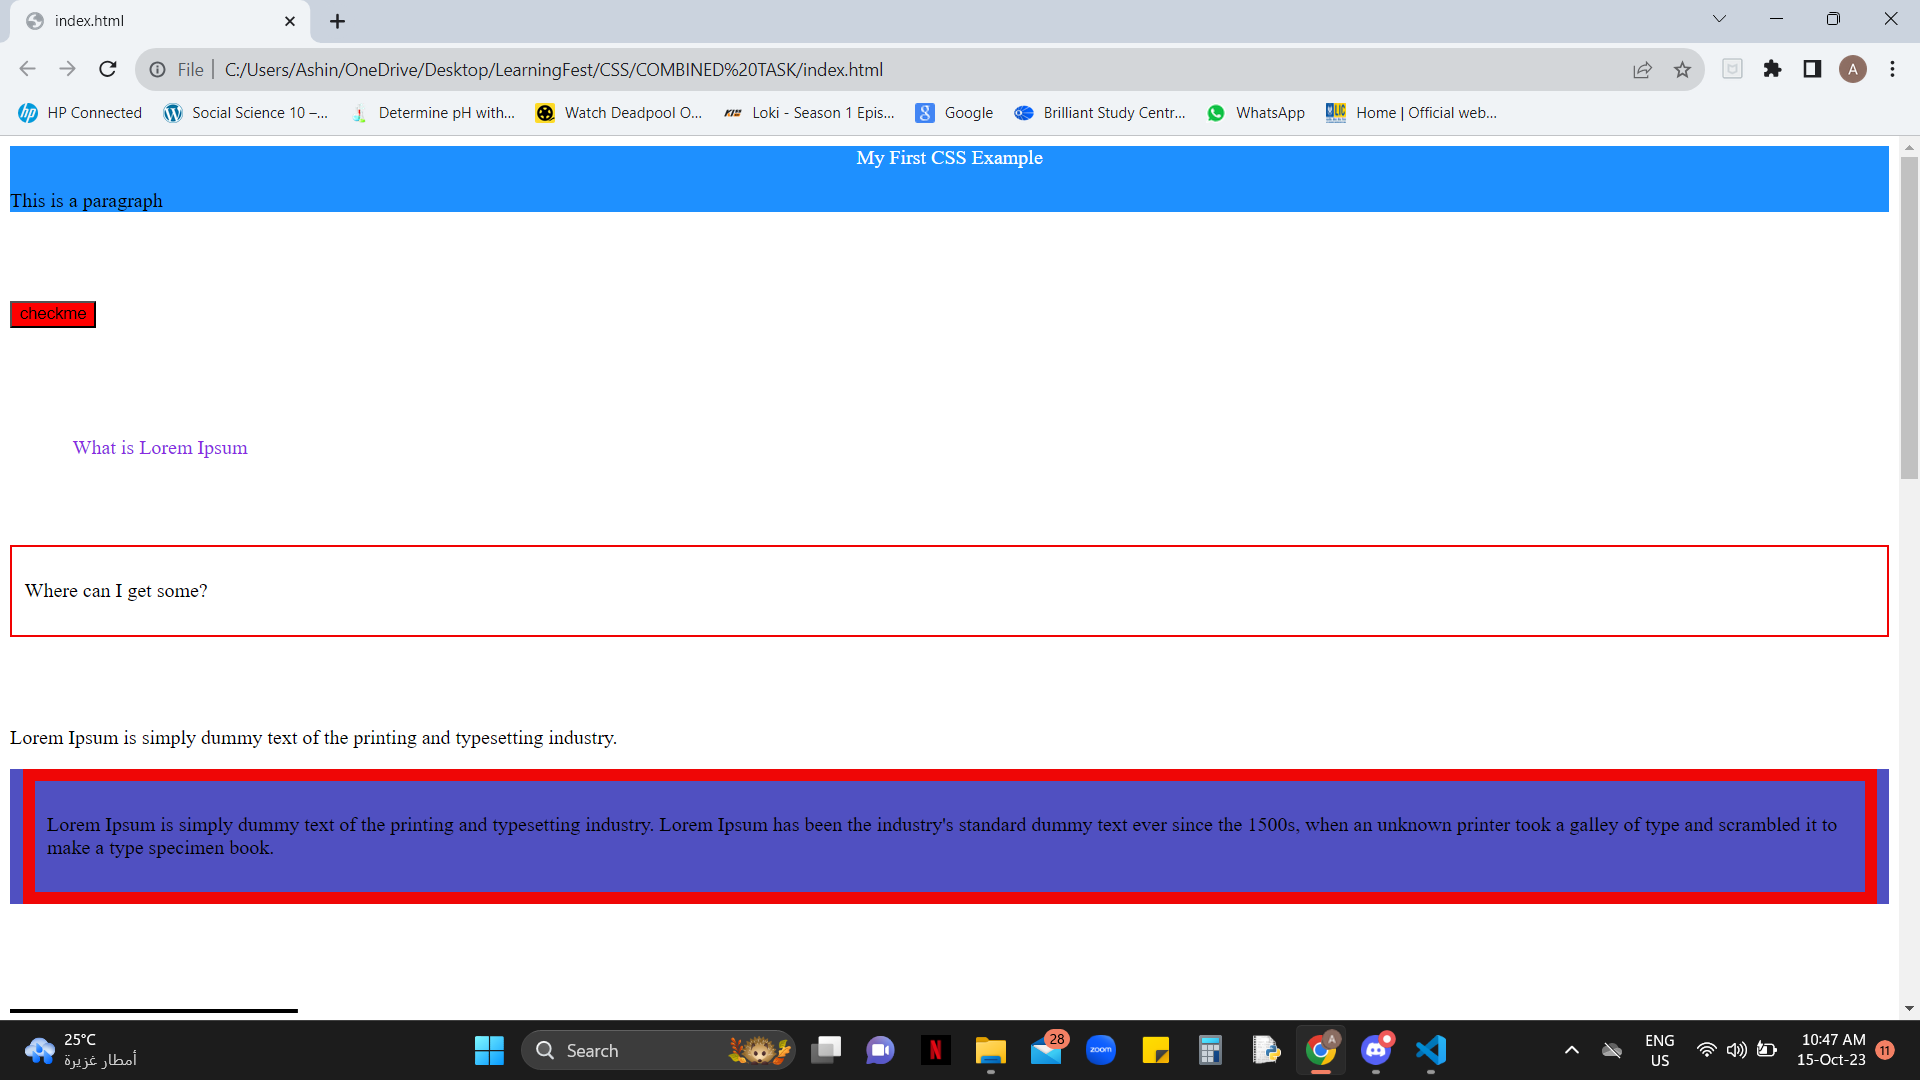 index.html
File
C:/Users/Ashin/OneDrive/Desktop/LearningFest/CSS/COMBINED%20TASK/index.html
A
hp HP Connected
Social Science 10 –...
Determine pH with...
Watch Deadpool O...
Loki - Season 1 Epis...
8 Google
Brilliant Study Centr...
WhatsApp
LIC Home | Official web...
My First CSS Example
This is a paragraph
checkme
What is Lorem Ipsum
Where can I get some?
Lorem Ipsum is simply dummy text of the printing and typesetting industry.
Lorem Ipsum is simply dummy text of the printing and typesetting industry. Lorem Ipsum has been the industry's standard dummy text ever since the 1500s, when an unknown printer took a galley of type and scrambled it to
make a type specimen book.
25°C
أمطار غزيرة
Search
N
28
zoom
A
ENG
US
10:47 AM
15-Oct-23
11